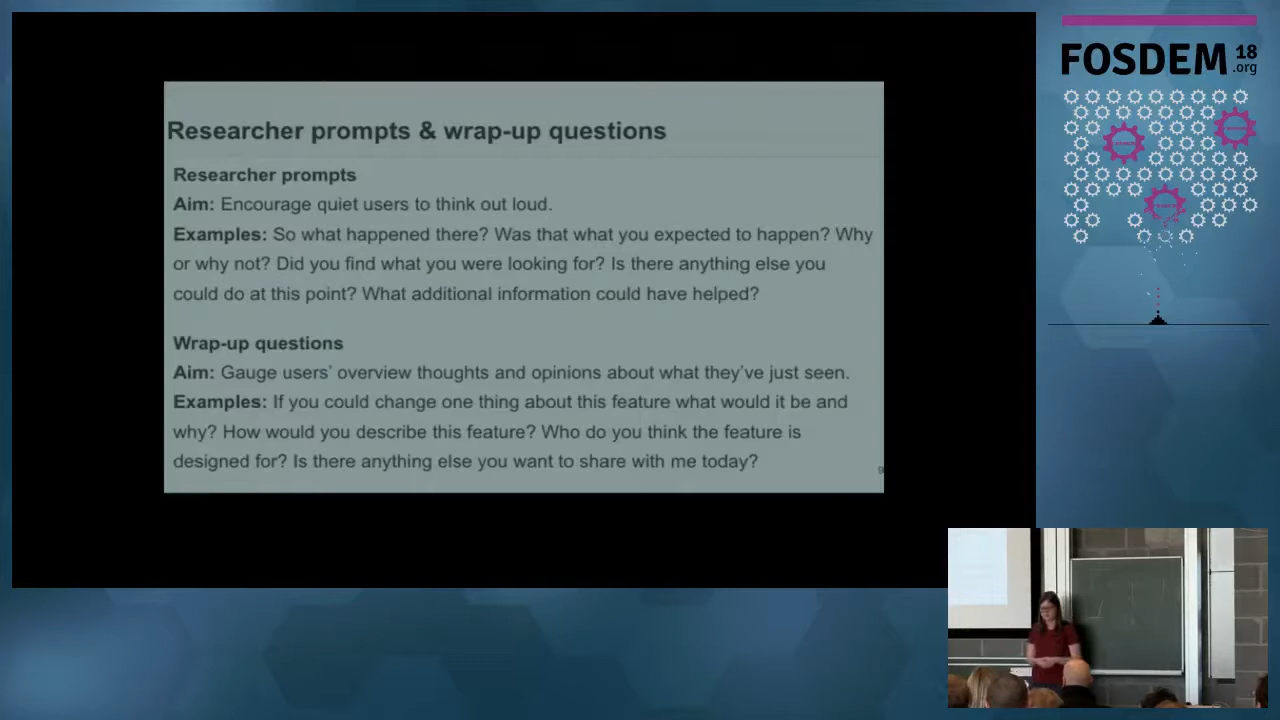 FOSDEM 18
.org
Researcher prompts & wrap-up questions
Researcher prompts
Aim: Encourage quiet users to think out loud.
Examples: So what happened there? Was that what you expected to happen? Why
or why not? Did you find what you were looking for? Is there anything else you
could do at this point? What additional information could have helped?
Wrap-up questions
Aim: Gauge users’ overview thoughts and opinions about what they’ve just seen.
Examples: If you could change one thing about this feature what would it be and
why? How would you describe this feature? Who do you think the feature is
designed for? Is there anything else you want to share with me today?
9